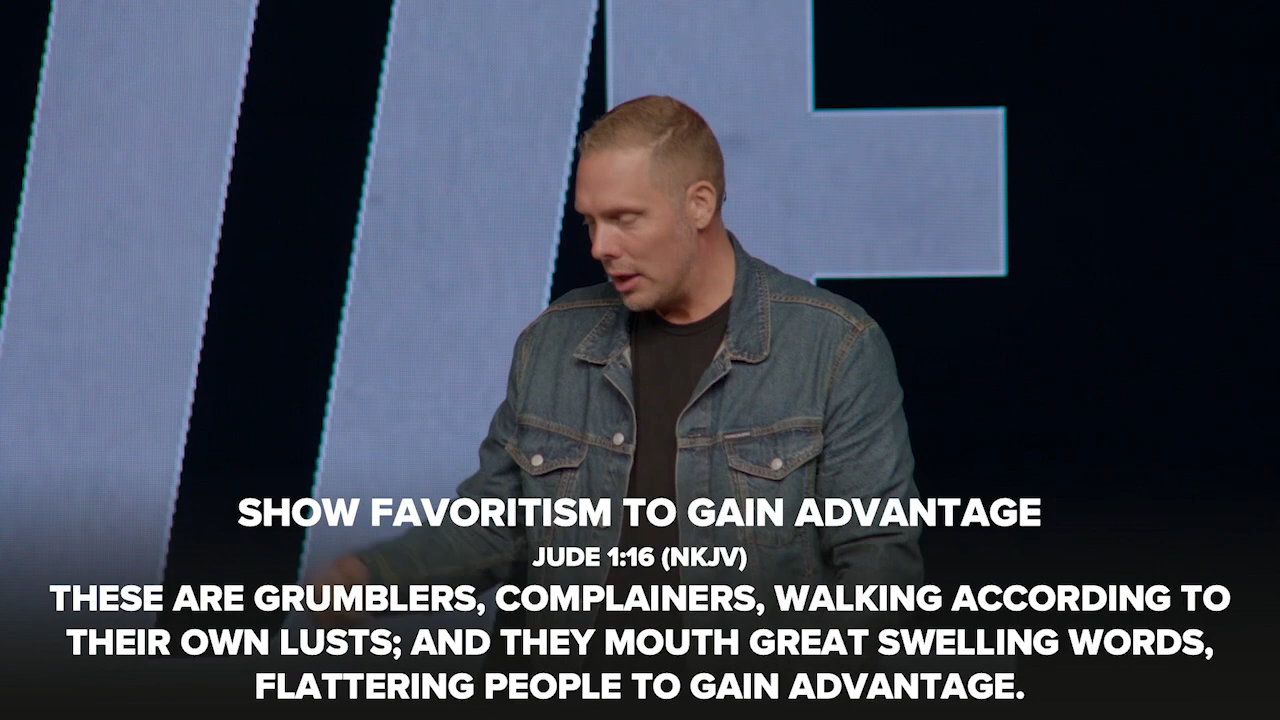 SHOW FAVORITISM TO GAIN ADVANTAGE
JUDE 1:16 (NKJV)
THESE ARE GRUMBLERS, COMPLAINERS, WALKING ACCORDING TO
THEIR OWN LUSTS; AND THEY MOUTH GREAT SWELLING WORDS,
FLATTERING PEOPLE TO GAIN ADVANTAGE.